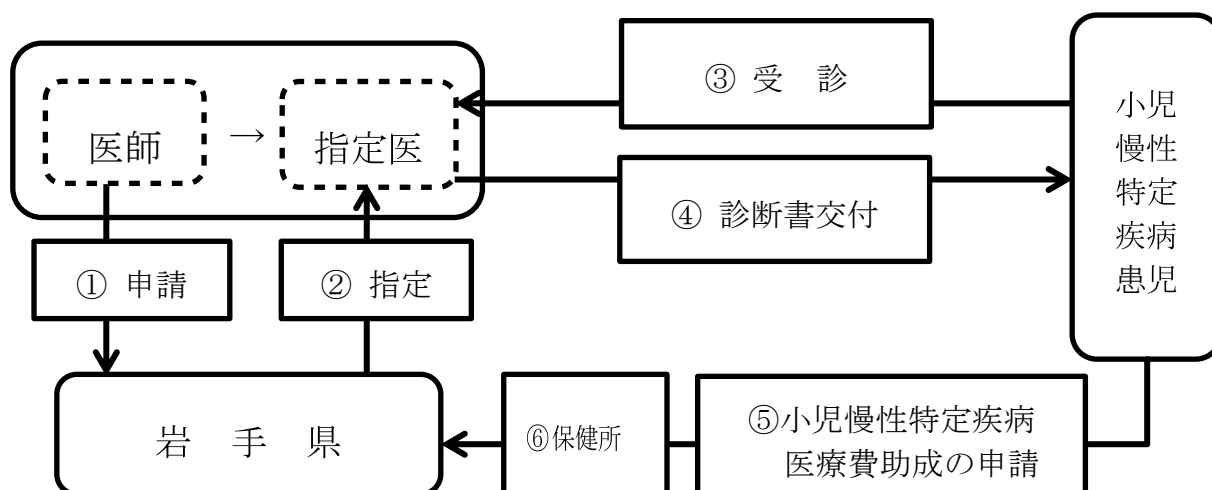 ③ 受　診
医師
→
指定医
小児
慢性
特定
疾病
患児
④ 診断書交付
① 申請
② 指定
岩　手　県
⑥保健所
⑤小児慢性特定疾病
医療費助成の申請